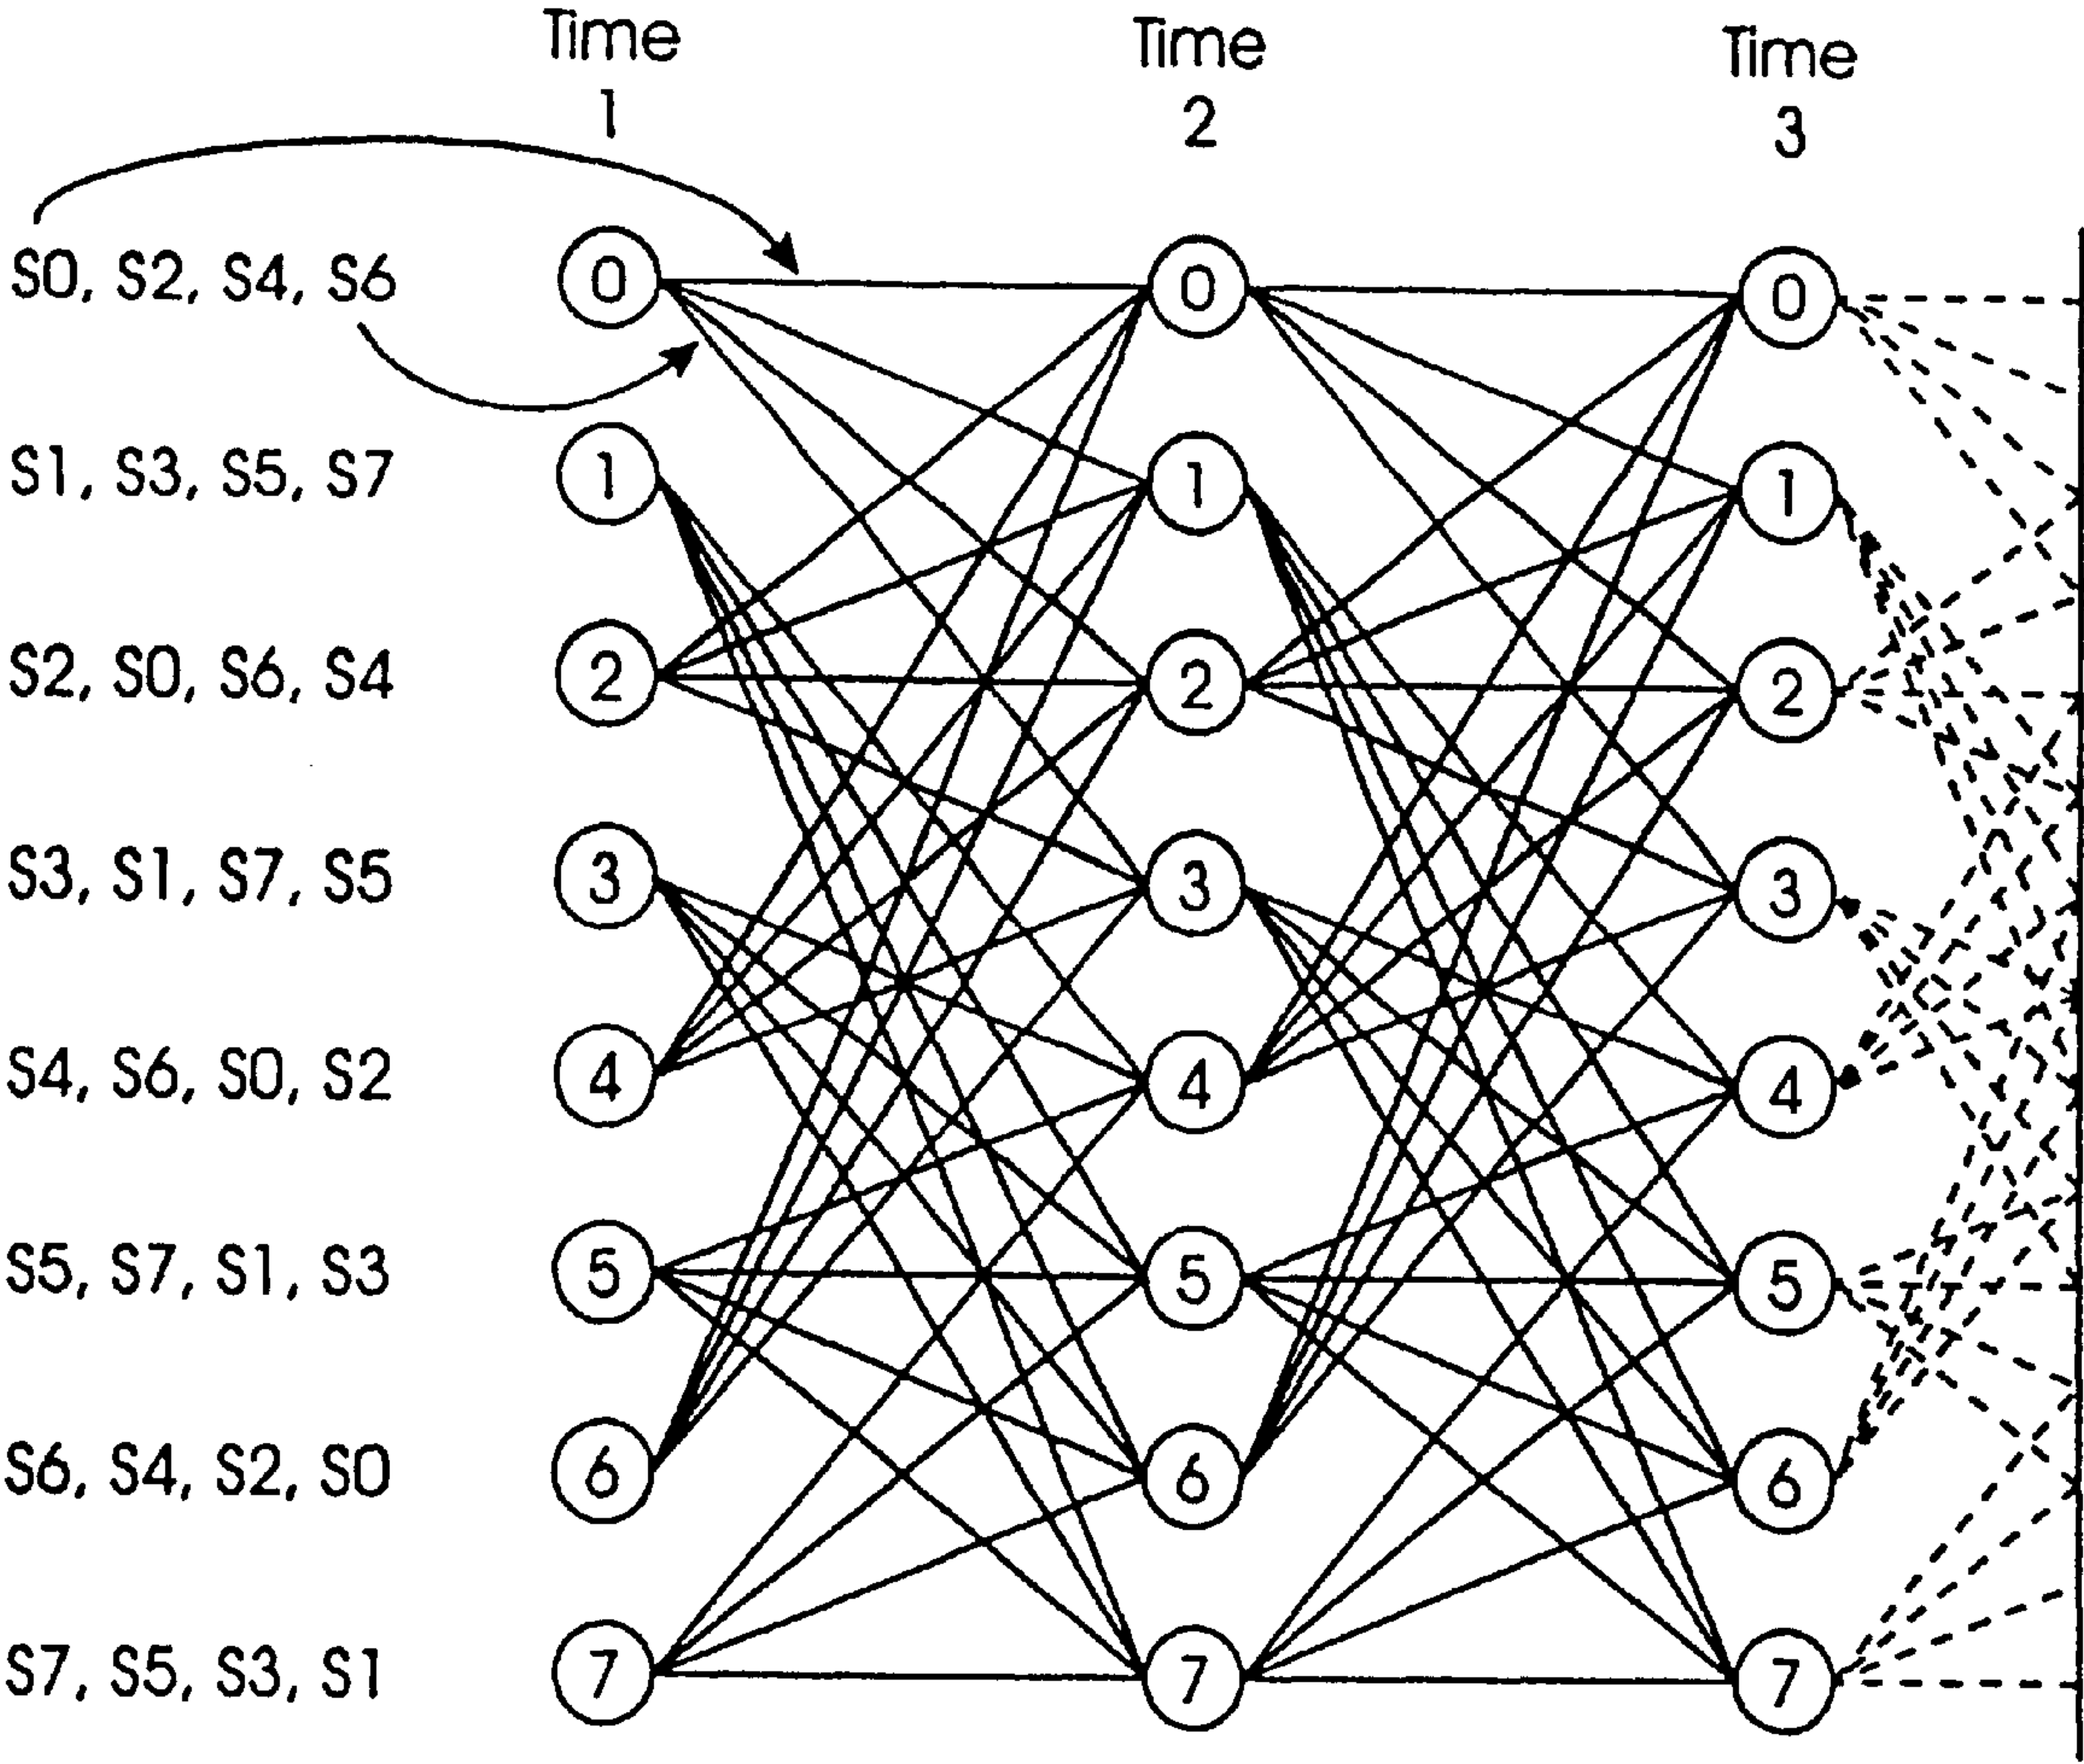 Time Time Time
1 2 3
S0, S2, S4, S6 0 0 0
S1, S3, S5, S7 1 1 1
S2, S0, S6, S4 2 2 2
S3, S1, S7, S5 3 3 3
S4, S6, S0, S2 4 4 4
S5, S7, S1, S3 5 5 5
S6, S4, S2, S0 6 6 6
S7, S5, S3, S1 7 7 7